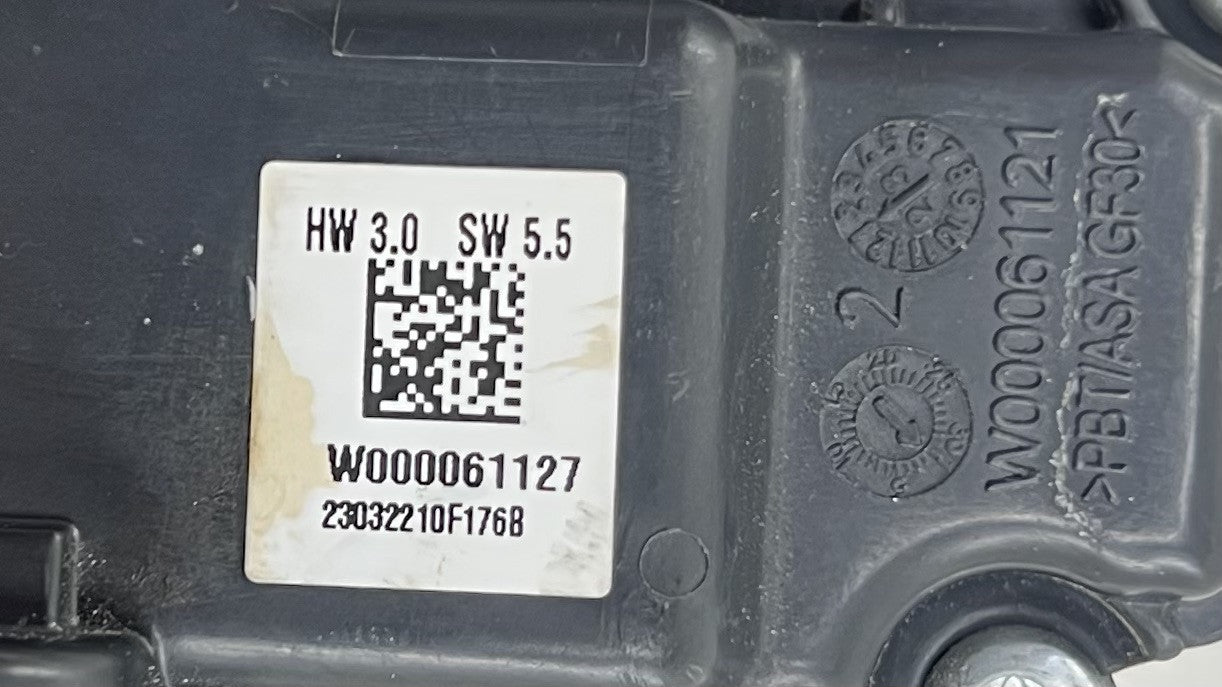 HW 3.0 SW 5.5
W000061127
23032210F176B
2
W000061121
>PBT/ASA GF30<